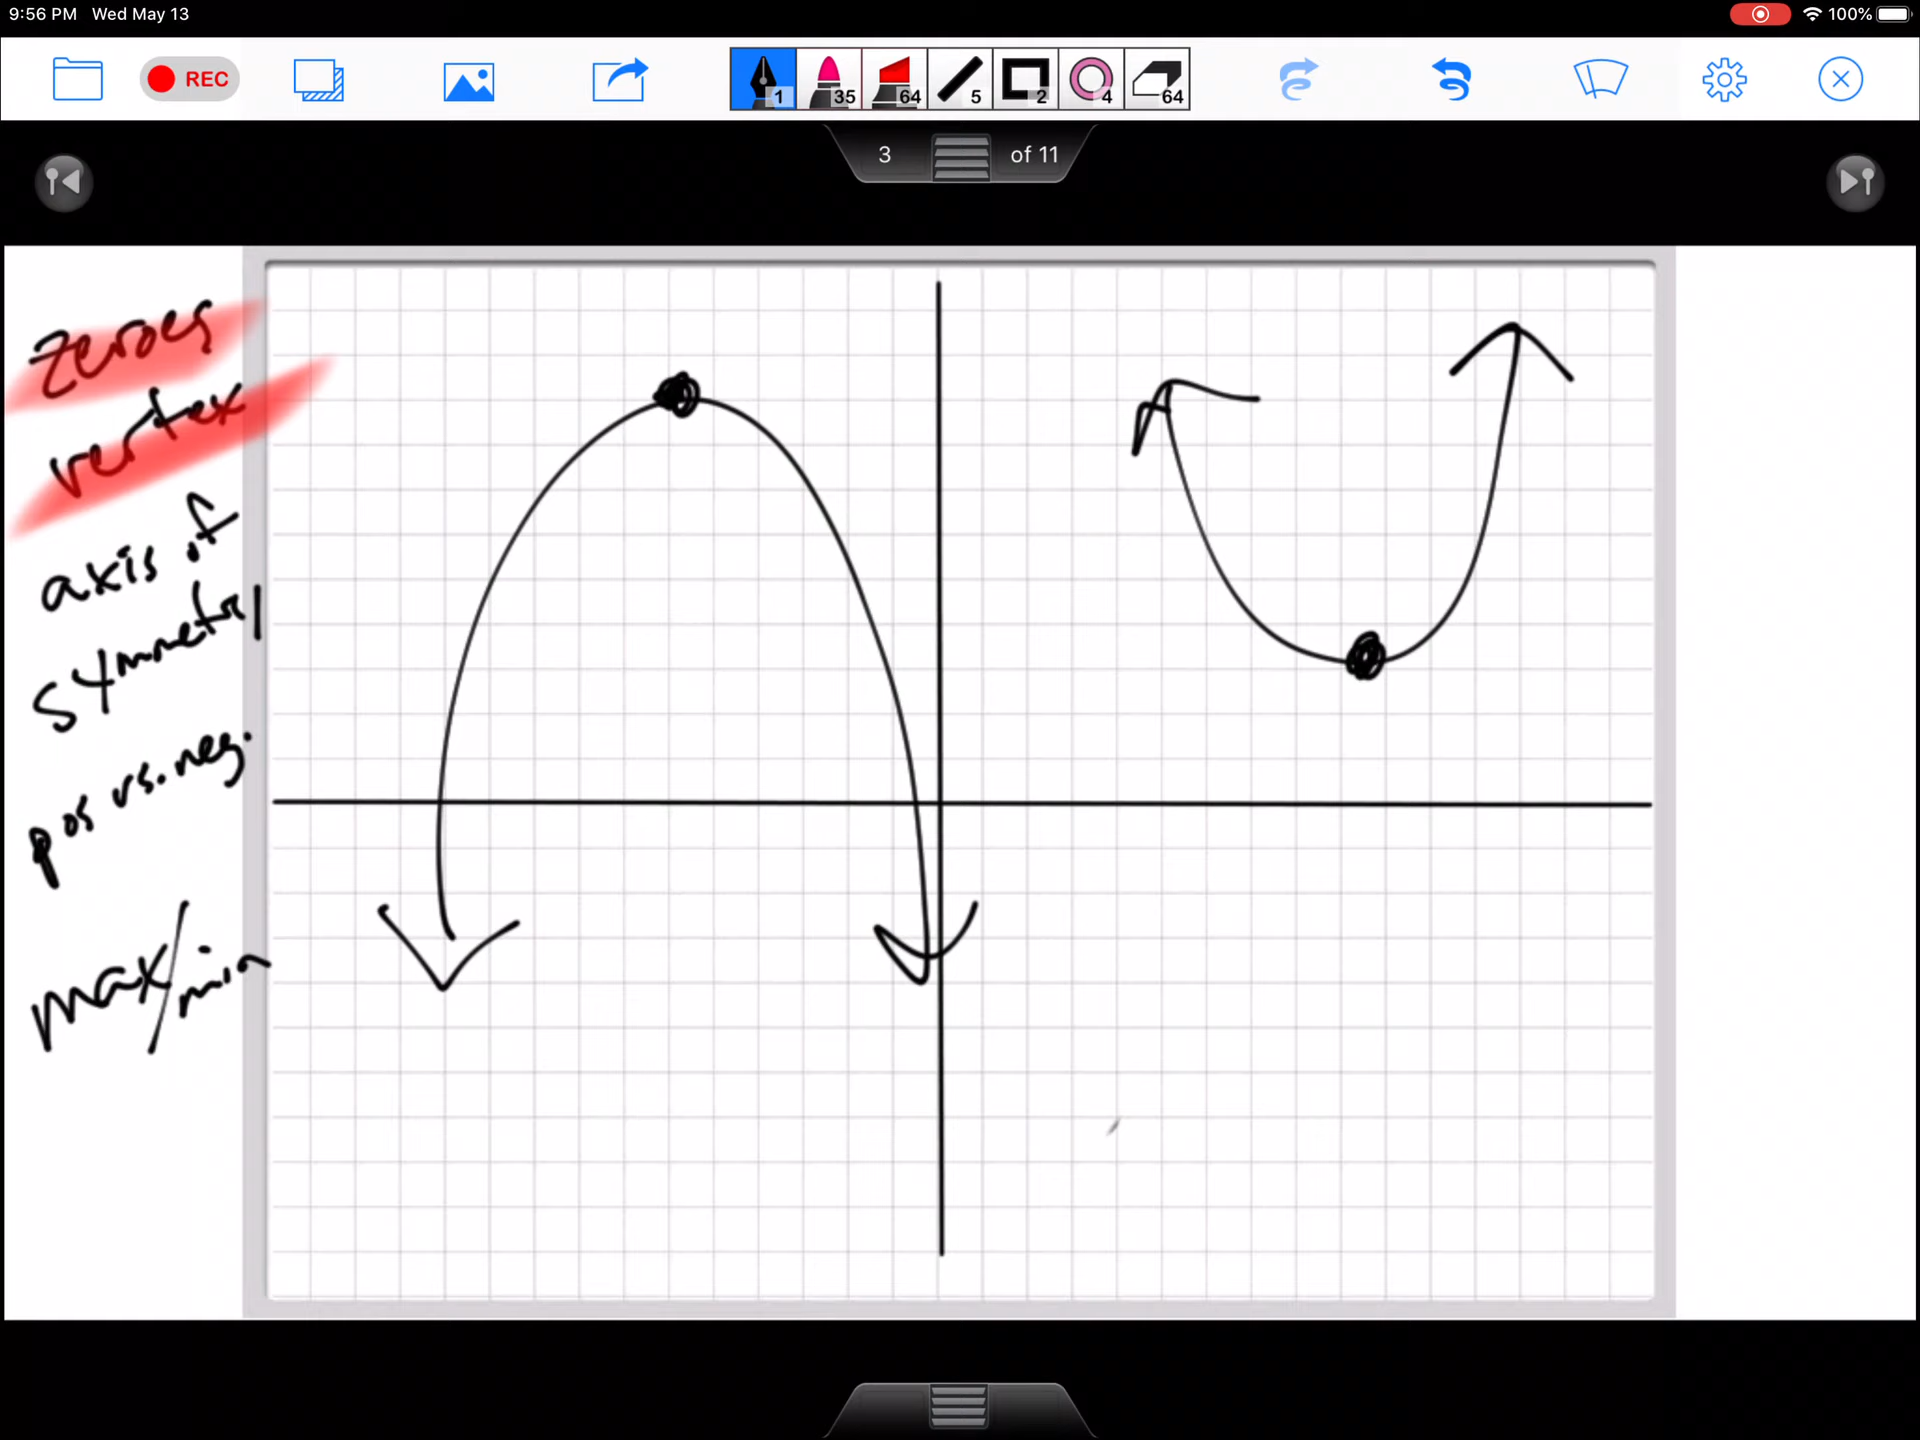 9:56 PM Wed May 13
100%
REC
1
35
64
5
2
4
64
3
of 11
zeroes
vertex
axis of
symmetry
pos vs. neg.
max/min